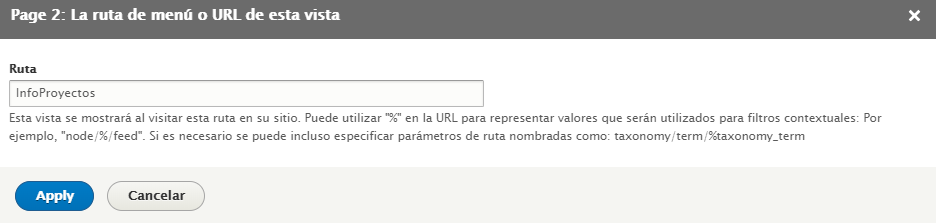 Page 2: La ruta de menú o URL de esta vista
Ruta
InfoProyectos
Esta vista se mostrará al visitar esta ruta en su sitio. Puede utilizar "%" en la URL para representar valores que serán utilizados para filtros contextuales: Por
ejemplo, "node/%/feed". Si es necesario se puede incluso especificar parámetros de ruta nombradas como: taxonomy/term/%taxonomy_term
Apply Cancelar